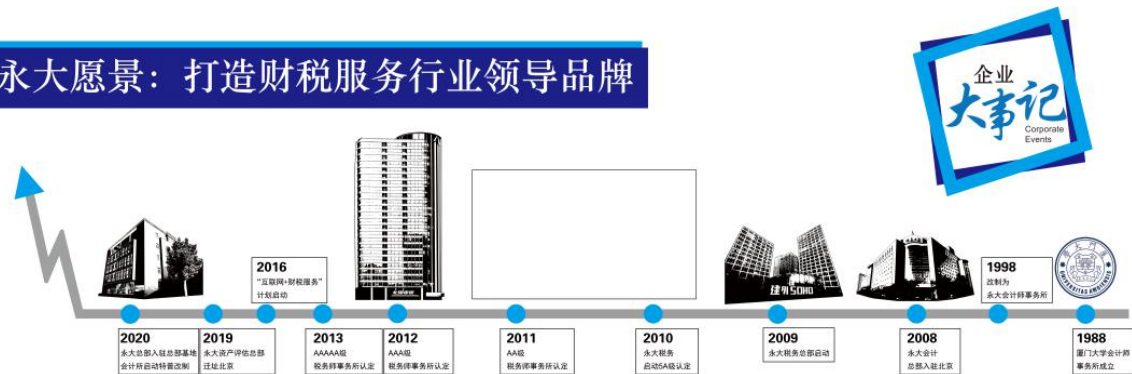 永大愿景：打造财税服务行业领导品牌
企业
大事记
Corporate
Events
2020
永大总部入驻总部基地
会计所启动特普改制
2019
永大资产评估总部
迁址北京
2016
“互联网+财税服务”
计划启动
2013
AAAAA级
税务师事务所认定
2012
AAA级
税务师事务所认定
2011
AA级
税务师事务所认定
2010
永大税务
启动5A级认定
建外SOHO
2009
永大税务总部启动
2008
永大会计
总部入驻北京
1998
改制为
永大会计师事务所
1988
厦门大学会计师
事务所成立